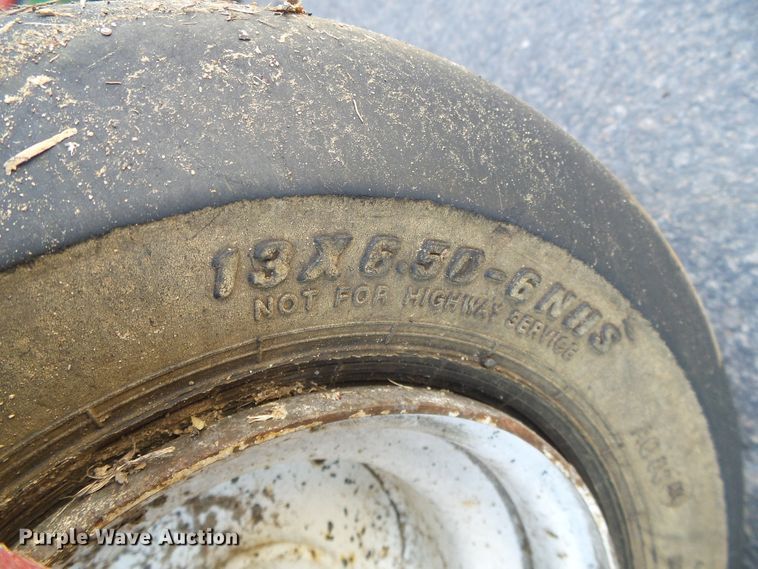 13X6.50-6NHS
NOT FOR HIGHWAY SERVICE
Purple Wave Auction®